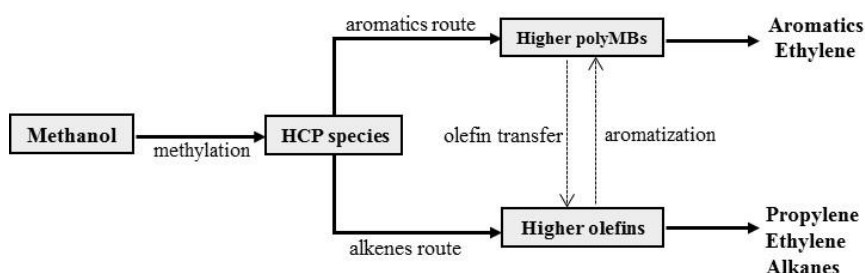 aromatics route
Higher polyMBs
Aromatics
Ethylene
Methanol
methylation
HCP species
olefin transfer
aromatization
alkenes route
Higher olefins
Propylene
Ethylene
Alkanes